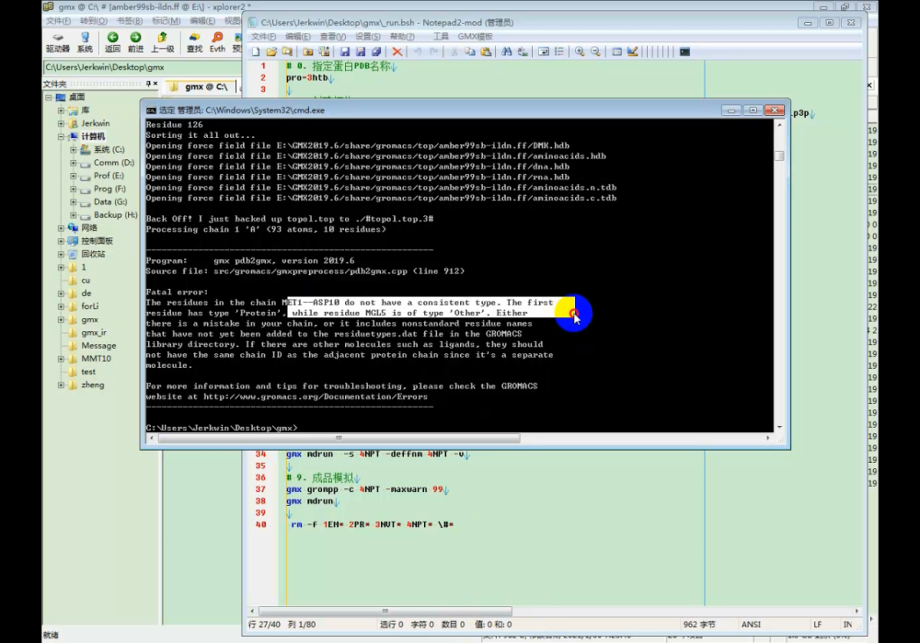 gmx @ C:\ # [amber99sb-ildn.ff @ E:\] - xplorer2 *
文件(F) 转到(O) 书签(B) 标记(M) 编辑(E)
驱动器 系统 返回 前进 上一级 查找 Evth
C:\Users\Jerkwin\Desktop\gmx
文件夹
gmx @ C:\
桌面
库
Jerkwin
计算机
系统 (C:)
Comm (D:)
Prof (E:)
Prog (F:)
Data (G:)
Backup (H:)
网络
控制面板
回收站
1
cu
de
forLi
gmx
gmx_ir
Message
MMT10
test
zheng
就绪
C:\Users\Jerkwin\Desktop\gmx\_run.bsh - Notepad2-mod (管理员)
文件(F) 编辑(E) 查看(V) 设置(S) 帮助(?) 工具 GMX模板
1 # 0. 指定蛋白PDB名称
2 pro=3htb
3
选定 管理员: C:\Windows\System32\cmd.exe
Residue 126
Sorting it all out...
Opening force field file E:\GMX2019.6/share/gromacs/top/amber99sb-ildn.ff/DMX.hdb
Opening force field file E:\GMX2019.6/share/gromacs/top/amber99sb-ildn.ff/aminoacids.hdb
Opening force field file E:\GMX2019.6/share/gromacs/top/amber99sb-ildn.ff/dna.hdb
Opening force field file E:\GMX2019.6/share/gromacs/top/amber99sb-ildn.ff/rna.hdb
Opening force field file E:\GMX2019.6/share/gromacs/top/amber99sb-ildn.ff/aminoacids.n.tdb
Opening force field file E:\GMX2019.6/share/gromacs/top/amber99sb-ildn.ff/aminoacids.c.tdb
Back Off! I just backed up topol.top to ./#topol.top.3#
Processing chain 1 'A' (93 atoms, 10 residues)
-------------------------------------------------------
Program: gmx pdb2gmx, version 2019.6
Source file: src/gromacs/gmxpreprocess/pdb2gmx.cpp (line 912)
Fatal error:
The residues in the chain MET1--ASP10 do not have a consistent type. The first
residue has type 'Protein', while residue MGL5 is of type 'Other'. Either
there is a mistake in your chain, or it includes nonstandard residue names
that have not yet been added to the residuetypes.dat file in the GROMACS
library directory. If there are other molecules such as ligands, they should
not have the same chain ID as the adjacent protein chain since it's a separate
molecule.
For more information and tips for troubleshooting, please check the GROMACS
website at http://www.gromacs.org/Documentation/Errors
-------------------------------------------------------
C:\Users\Jerkwin\Desktop\gmx>
34 gmx mdrun -s 4NPT -deffnm 4NPT -v
35
36 # 9. 成品模拟
37 gmx grompp -c 4NPT -maxwarn 99
38 gmx mdrun
39
40 rm -f 1EM* 2PR* 3NVT* 4NPT* \#*
行 27/40 列 1/80 选行 0 字符 0 数目 0 值: 0 和: 0 962 字节 ANSI LF IN